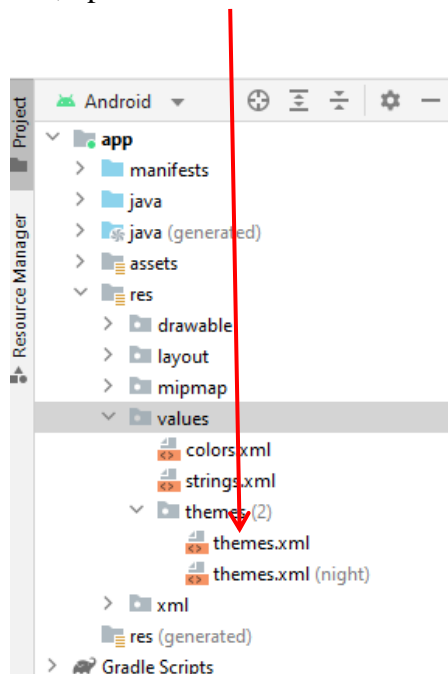 Project
Resource Manager
Android
app
manifests
java
java (generated)
assets
res
drawable
layout
mipmap
values
colors.xml
strings.xml
themes (2)
themes.xml
themes.xml (night)
xml
res (generated)
Gradle Scripts